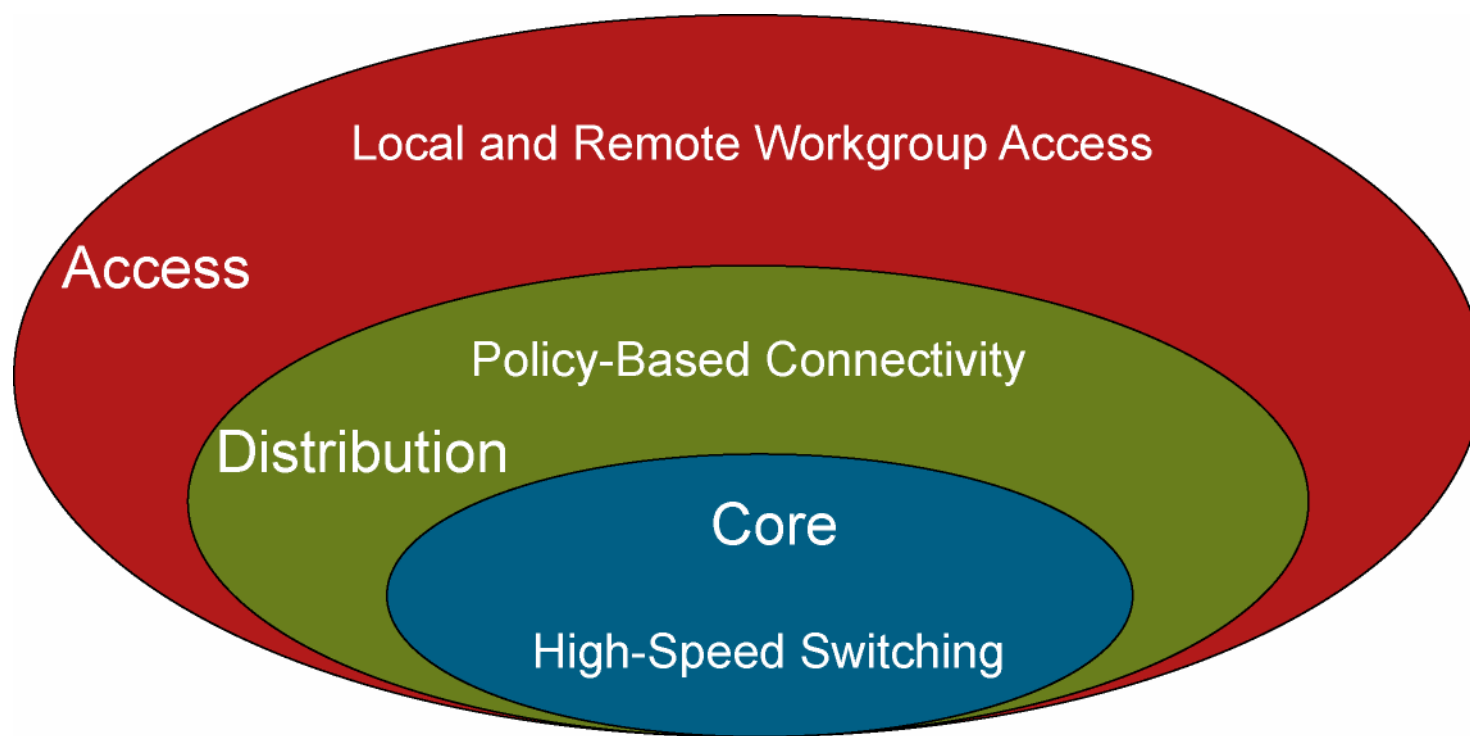 Local and Remote Workgroup Access
Access
Policy-Based Connectivity
Distribution
Core
High-Speed Switching